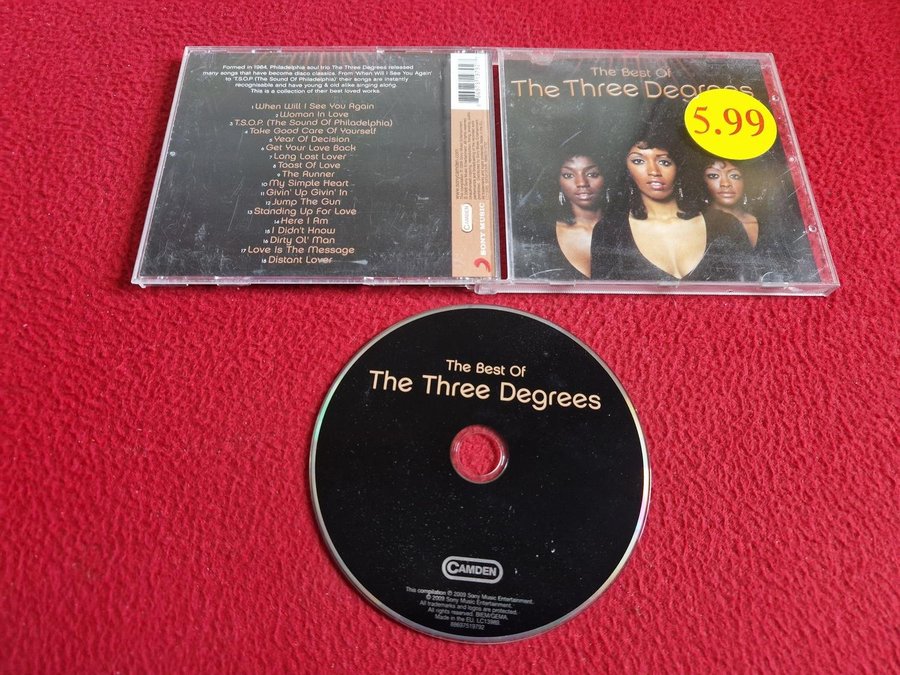 Formed in 1964, Philadelphia soul trio The Three Degrees released
many songs that have become disco classics. From 'When Will I See You Again'
to 'T.S.O.P. (The Sound Of Philadelphia)' their songs are instantly
recognisable and have young & old alike singing along.
This is a collection of their best loved works.
1 When Will I See You Again
2 Woman In Love
3 T.S.O.P. (The Sound Of Philadelphia)
4 Take Good Care Of Yourself
5 Year Of Decision
6 Get Your Love Back
7 Long Lost Lover
8 Toast Of Love
9 The Runner
10 My Simple Heart
11 Givin' Up Givin' In
12 Jump The Gun
13 Standing Up For Love
14 Here I Am
15 I Didn't Know
16 Dirty Ol' Man
17 Love Is The Message
18 Distant Lover
CAMDEN
SONY MUSIC
The Best Of
The Three Degrees
5.99
The Best Of
The Three Degrees
CAMDEN
This compilation ℗ 2009 Sony Music Entertainment.
© 2009 Sony Music Entertainment.
All trademarks and logos are protected.
All rights reserved. BIEM/GEMA.
Made in the EU. LC13989.
88697519792